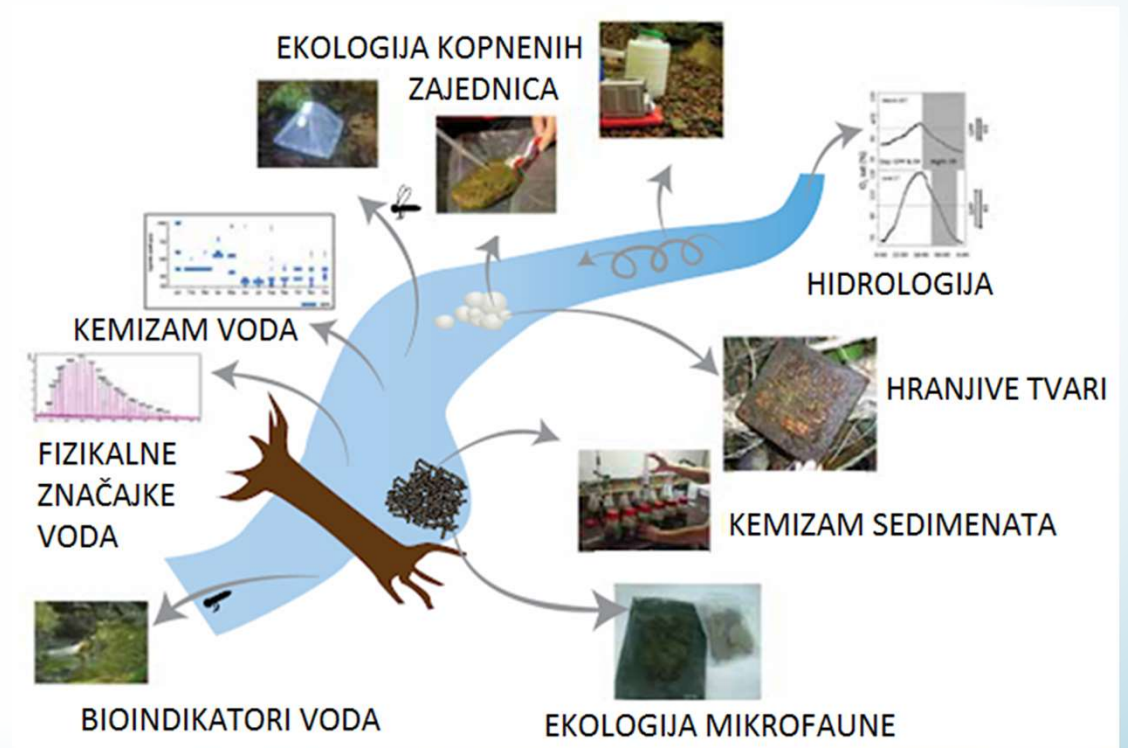 EKOLOGIJA KOPNENIH
ZAJEDNICA
HIDROLOGIJA
KEMIZAM VODA
HRANJIVE TVARI
FIZIKALNE
ZNAČAJKE
VODA
KEMIZAM SEDIMENATA
BIOINDIKATORI VODA
EKOLOGIJA MIKROFAUNE